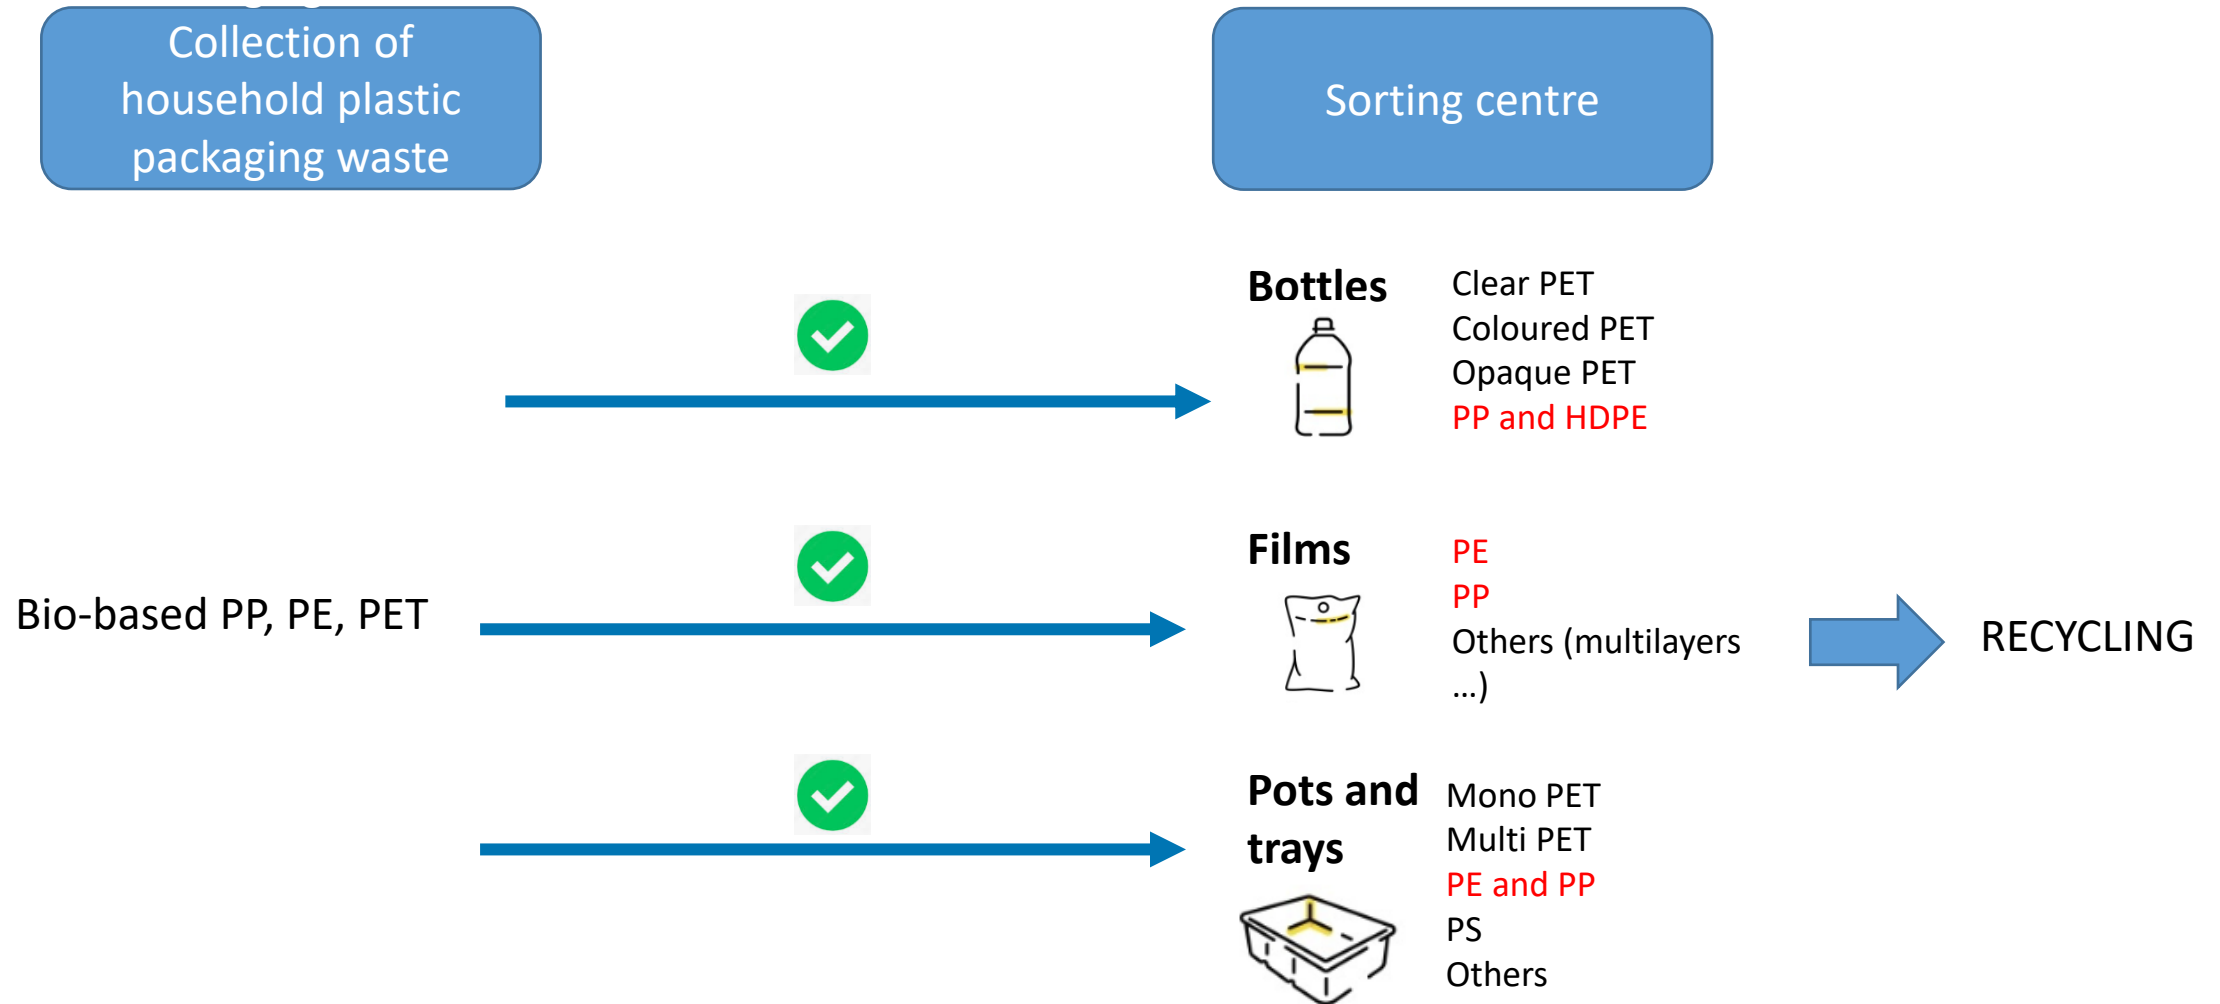 Collection of
household plastic
packaging waste
Sorting centre
Bottles
Clear PET
Coloured PET
Opaque PET
PP and HDPE
Bio-based PP, PE, PET
Films
PE
PP
Others (multilayers
...)
RECYCLING
Pots and
trays
Mono PET
Multi PET
PE and PP
PS
Others